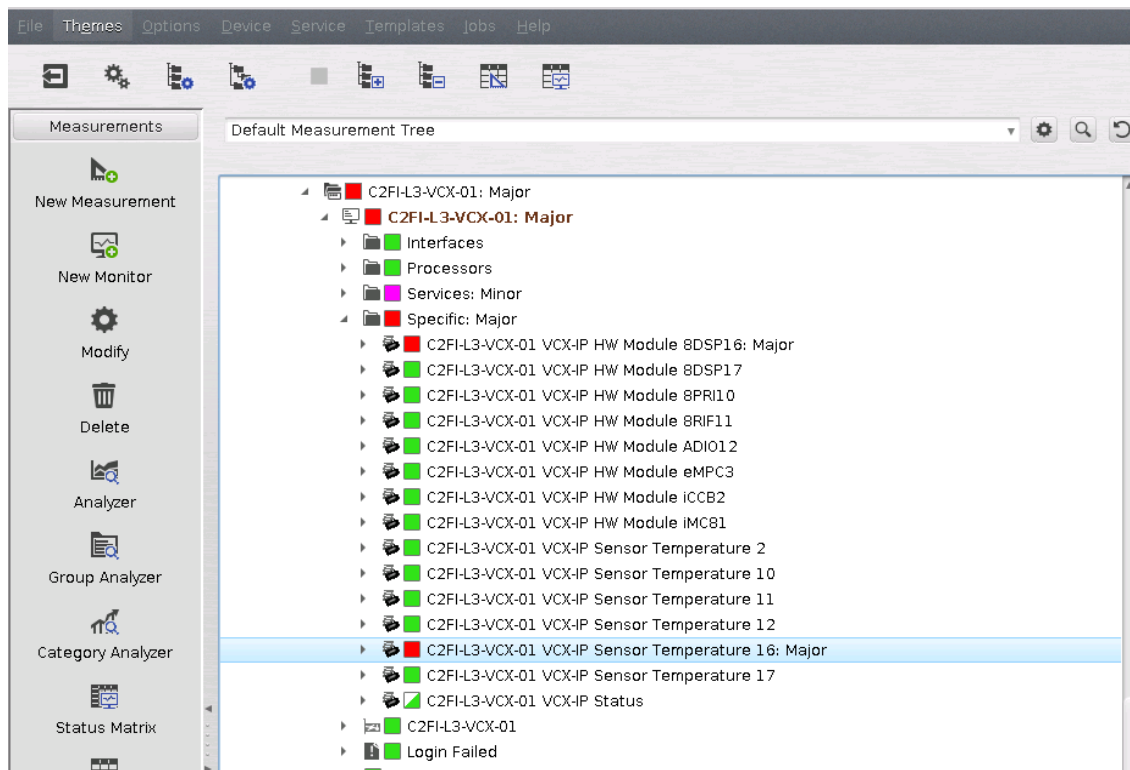 File Themes Options Device Service Templates Jobs Help
Measurements
Default Measurement Tree
New Measurement
New Monitor
Modify
Delete
Analyzer
Group Analyzer
Category Analyzer
Status Matrix
C2FI-L3-VCX-01: Major
C2FI-L3-VCX-01: Major
Interfaces
Processors
Services: Minor
Specific: Major
C2FI-L3-VCX-01 VCX-IP HW Module 8DSP16: Major
C2FI-L3-VCX-01 VCX-IP HW Module 8DSP17
C2FI-L3-VCX-01 VCX-IP HW Module 8PRI10
C2FI-L3-VCX-01 VCX-IP HW Module 8RIF11
C2FI-L3-VCX-01 VCX-IP HW Module ADIO12
C2FI-L3-VCX-01 VCX-IP HW Module eMPC3
C2FI-L3-VCX-01 VCX-IP HW Module iCCB2
C2FI-L3-VCX-01 VCX-IP HW Module iMC81
C2FI-L3-VCX-01 VCX-IP Sensor Temperature 2
C2FI-L3-VCX-01 VCX-IP Sensor Temperature 10
C2FI-L3-VCX-01 VCX-IP Sensor Temperature 11
C2FI-L3-VCX-01 VCX-IP Sensor Temperature 12
C2FI-L3-VCX-01 VCX-IP Sensor Temperature 16: Major
C2FI-L3-VCX-01 VCX-IP Sensor Temperature 17
C2FI-L3-VCX-01 VCX-IP Status
C2FI-L3-VCX-01
Login Failed